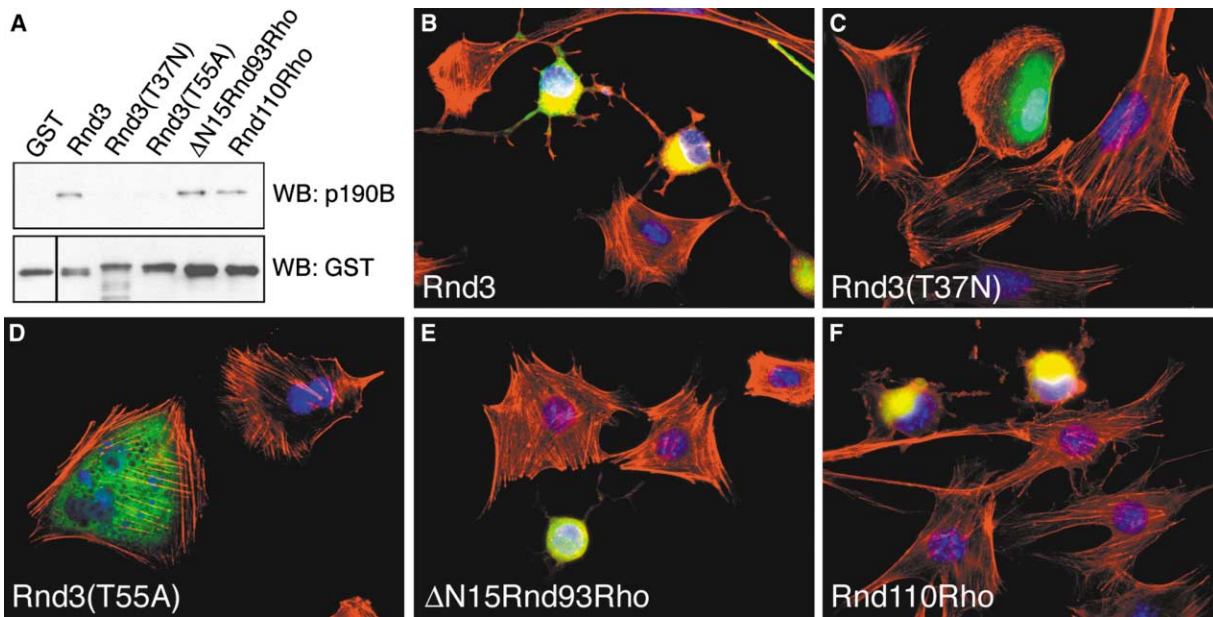 A
GST
Rnd3
Rnd3(T37N)
Rnd3(T55A)
ΔN15Rnd93Rho
Rnd110Rho
WB: p190B
WB: GST
B
Rnd3
C
Rnd3(T37N)
D
Rnd3(T55A)
E
ΔN15Rnd93Rho
F
Rnd110Rho